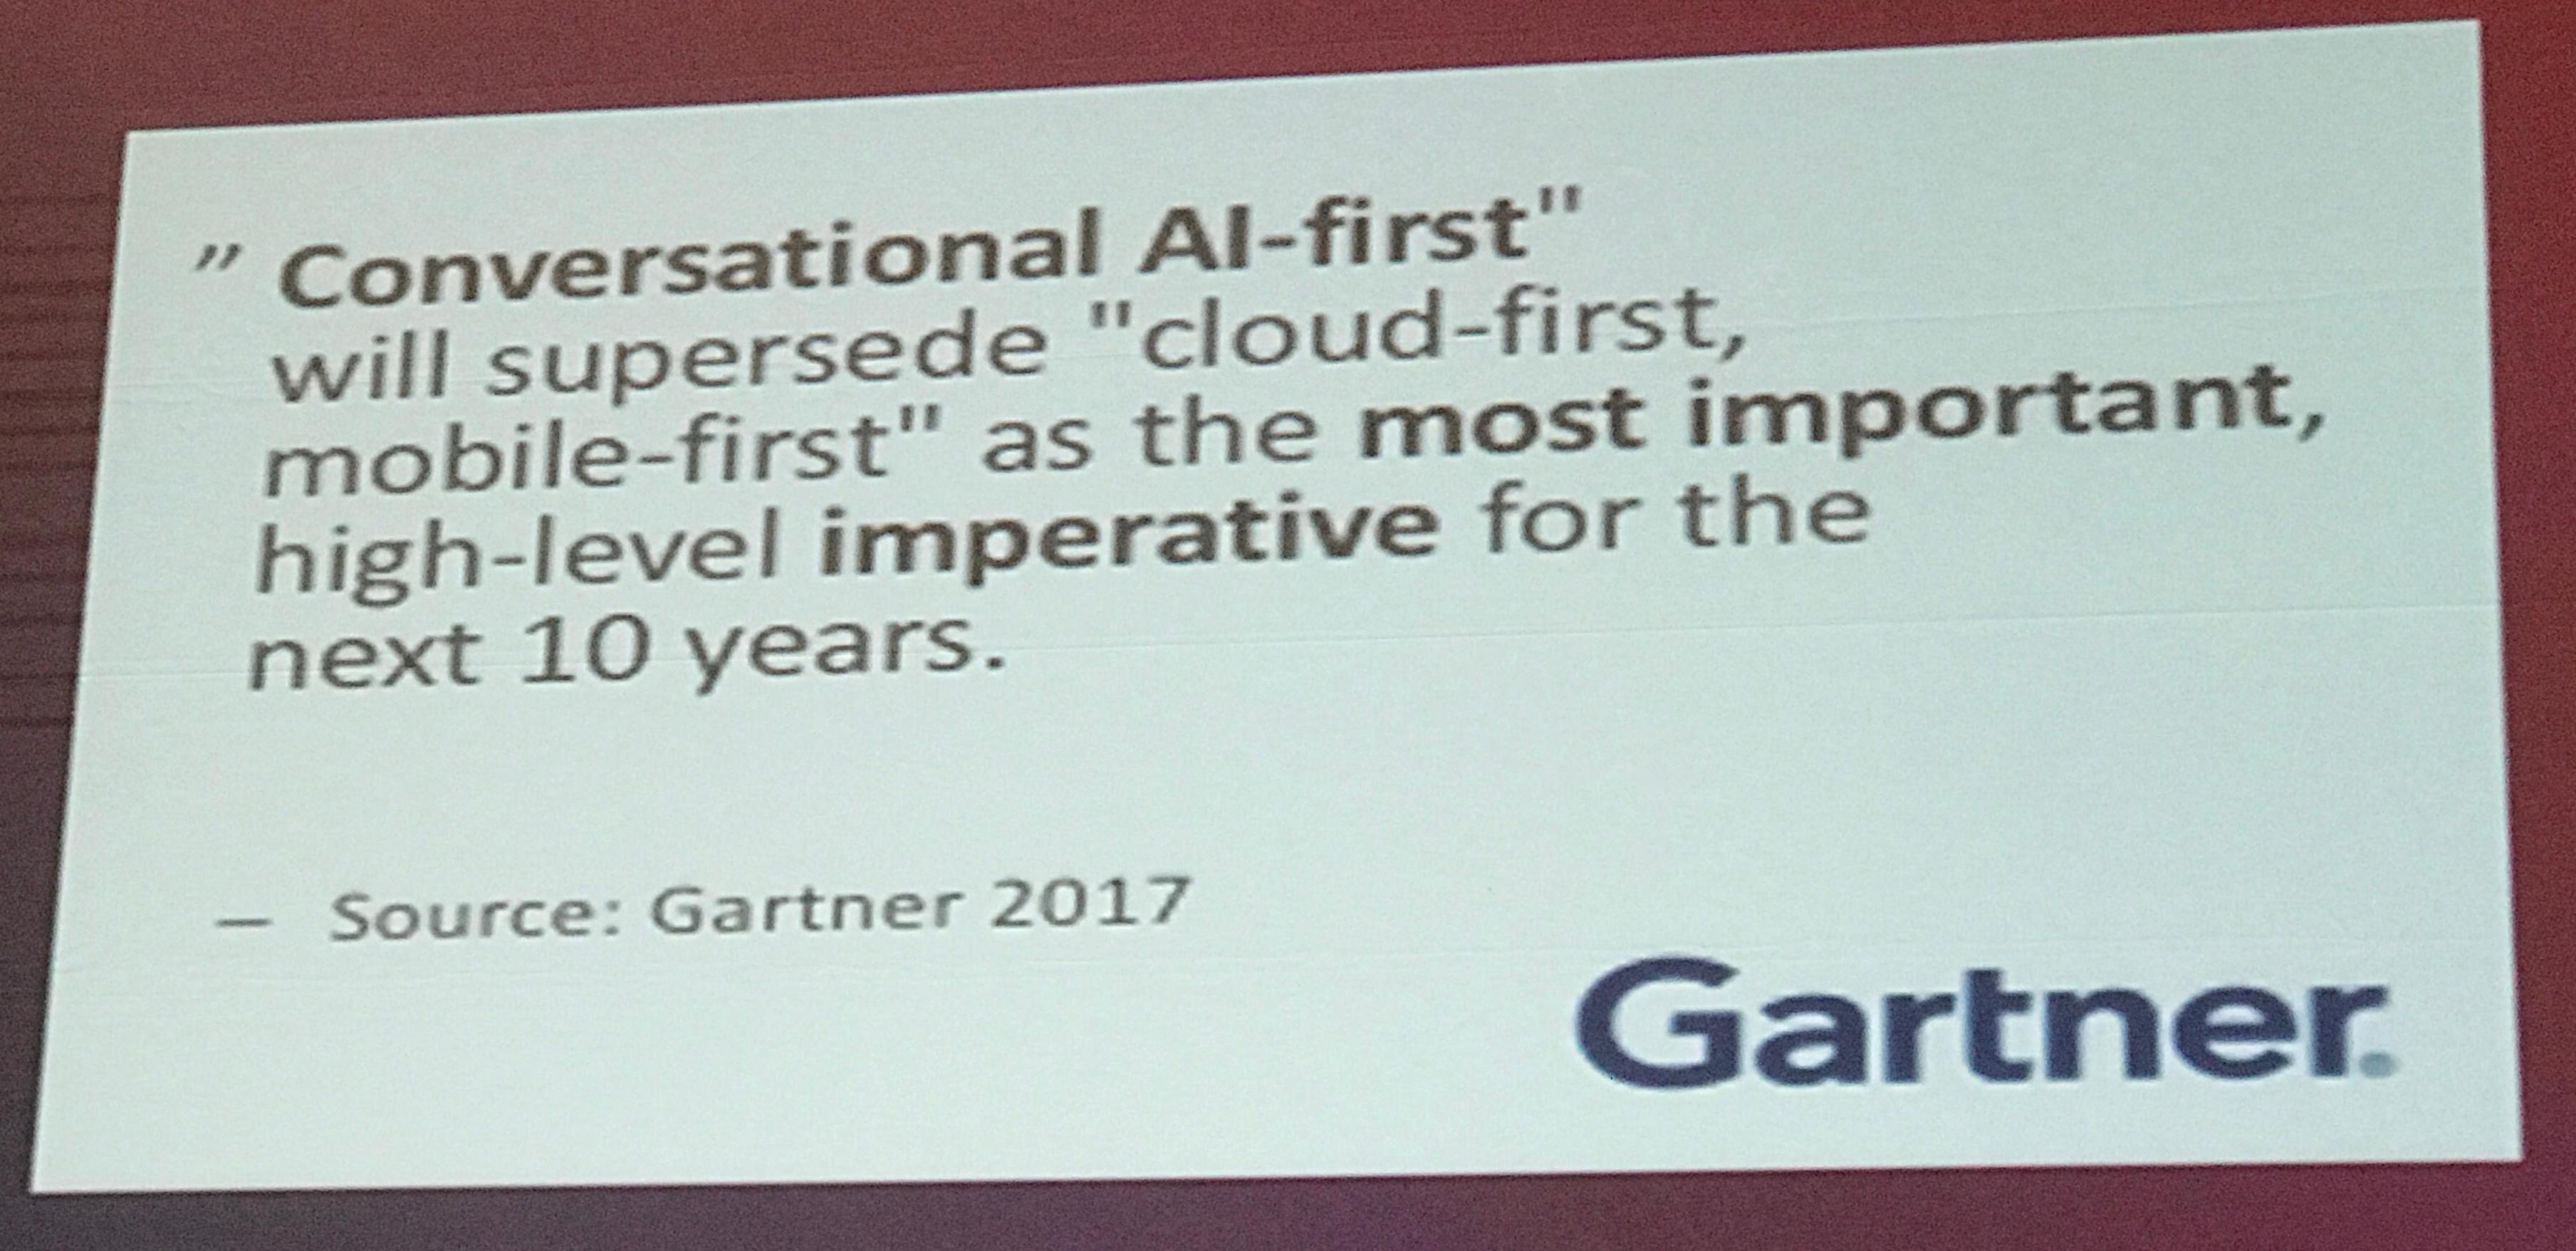 ” Conversational AI-first"
will supersede "cloud-first,
mobile-first" as the most important,
high-level imperative for the
next 10 years.
– Source: Gartner 2017
Gartner.